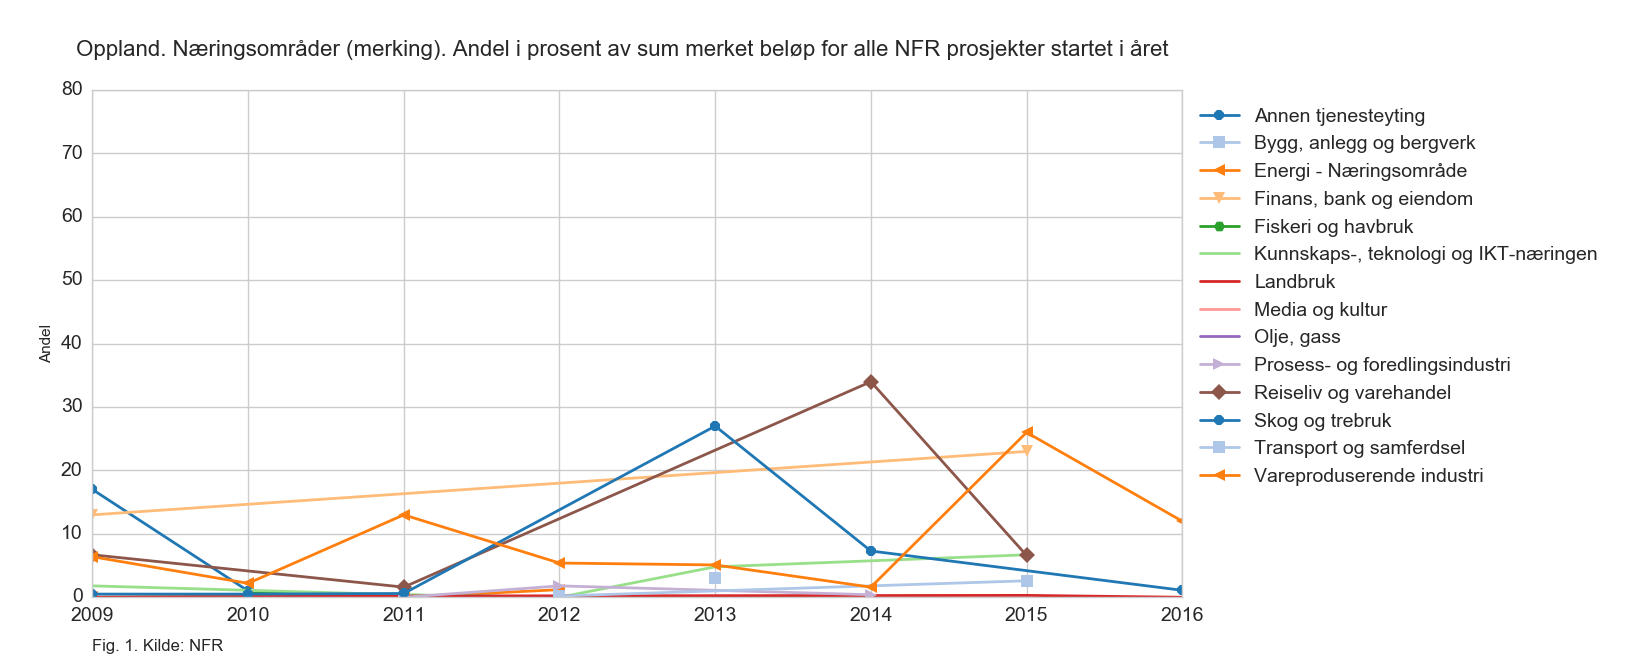 Oppland. Næringsområder (merking). Andel i prosent av sum merket beløp for alle NFR prosjekter startet i året
80
70
60
50
40
30
20
10
0
Andel
2009 2010 2011 2012 2013 2014 2015 2016
Annen tjenesteyting
Bygg, anlegg og bergverk
Energi - Næringsområde
Finans, bank og eiendom
Fiskeri og havbruk
Kunnskaps-, teknologi og IKT-næringen
Landbruk
Media og kultur
Olje, gass
Prosess- og foredlingsindustri
Reiseliv og varehandel
Skog og trebruk
Transport og samferdsel
Vareproduserende industri
Fig. 1. Kilde: NFR